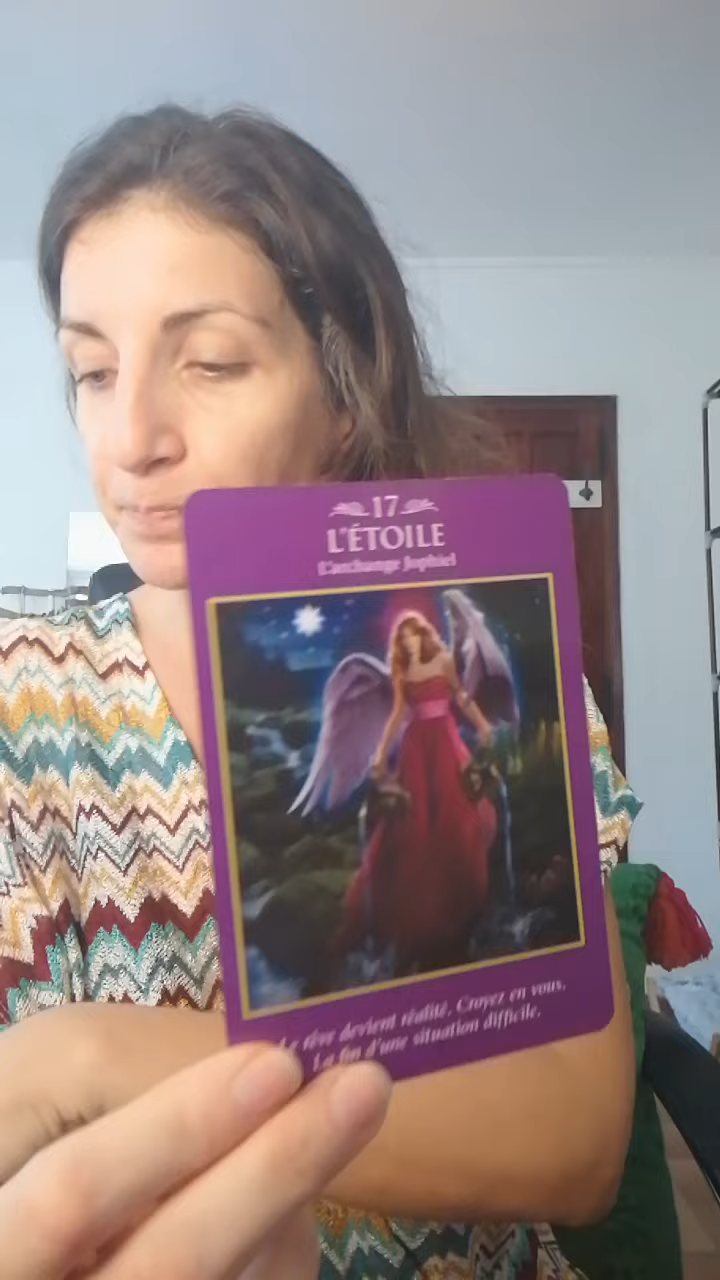 17
L'ÉTOILE
L'archange Jophiel
Le rêve devient réalité. Croyez en vous.
La fin d'une situation difficile.